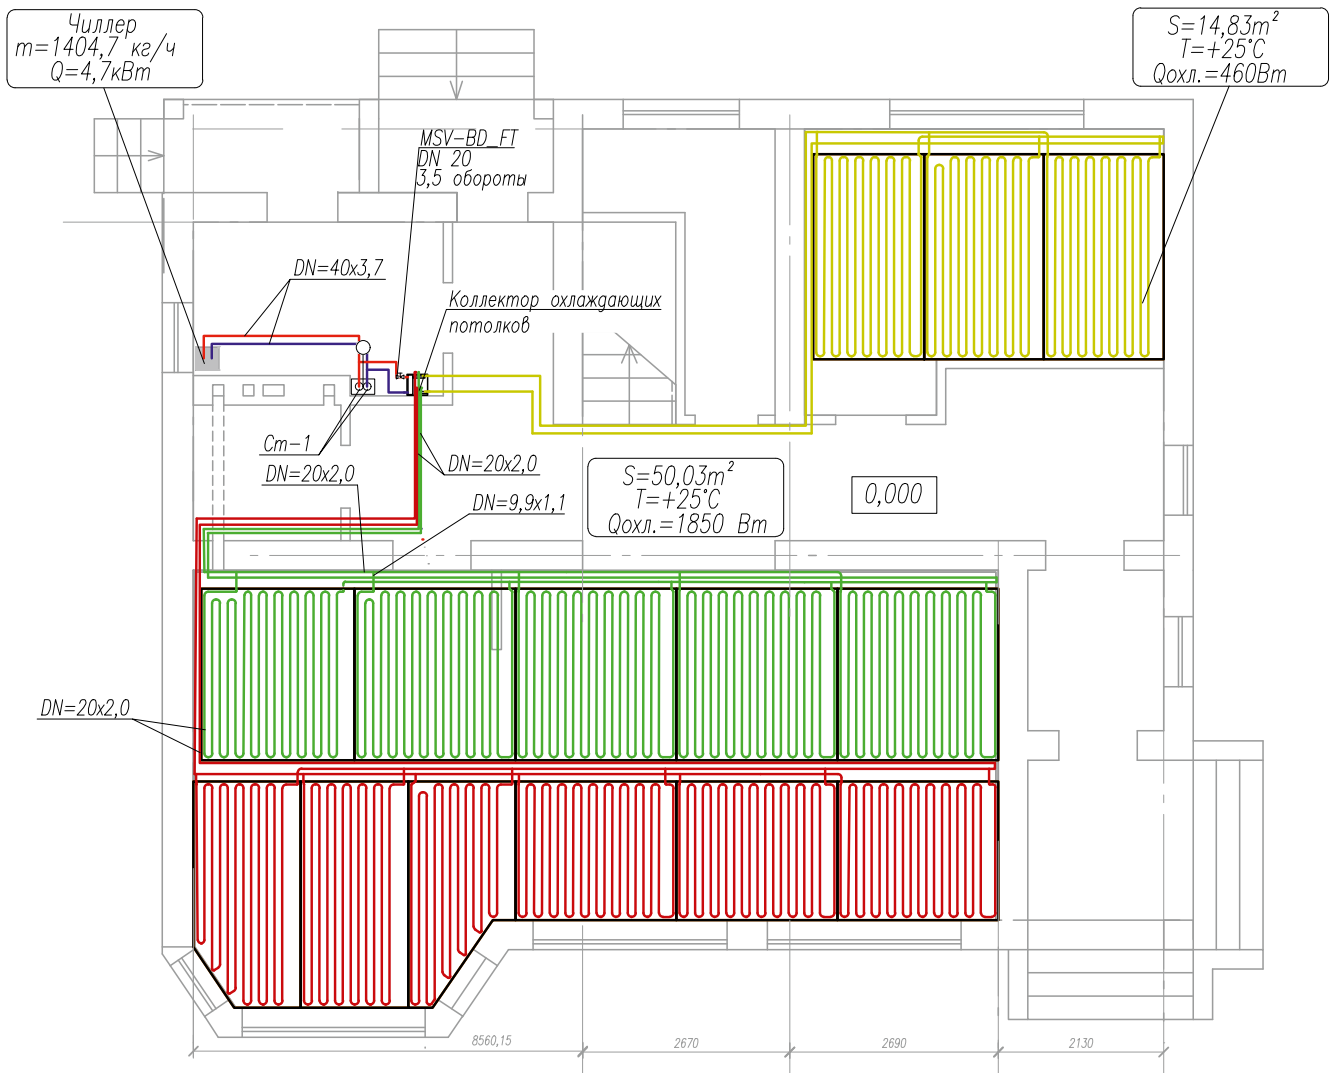 Чиллер
m=1404,7 кг/ч
Q=4,7кВт
S=14,83m²
T=+25°C
Qохл.=460Вт
MSV-BD_FT
DN 20
3,5 обороты
DN=40x3,7
Коллектор охлаждающих
потолков
Ст-1
DN=20x2,0
DN=20x2,0
DN=9,9x1,1
S=50,03m²
T=+25°C
Qохл.=1850 Вт
0,000
DN=20x2,0
8560,15
2670
2690
2130